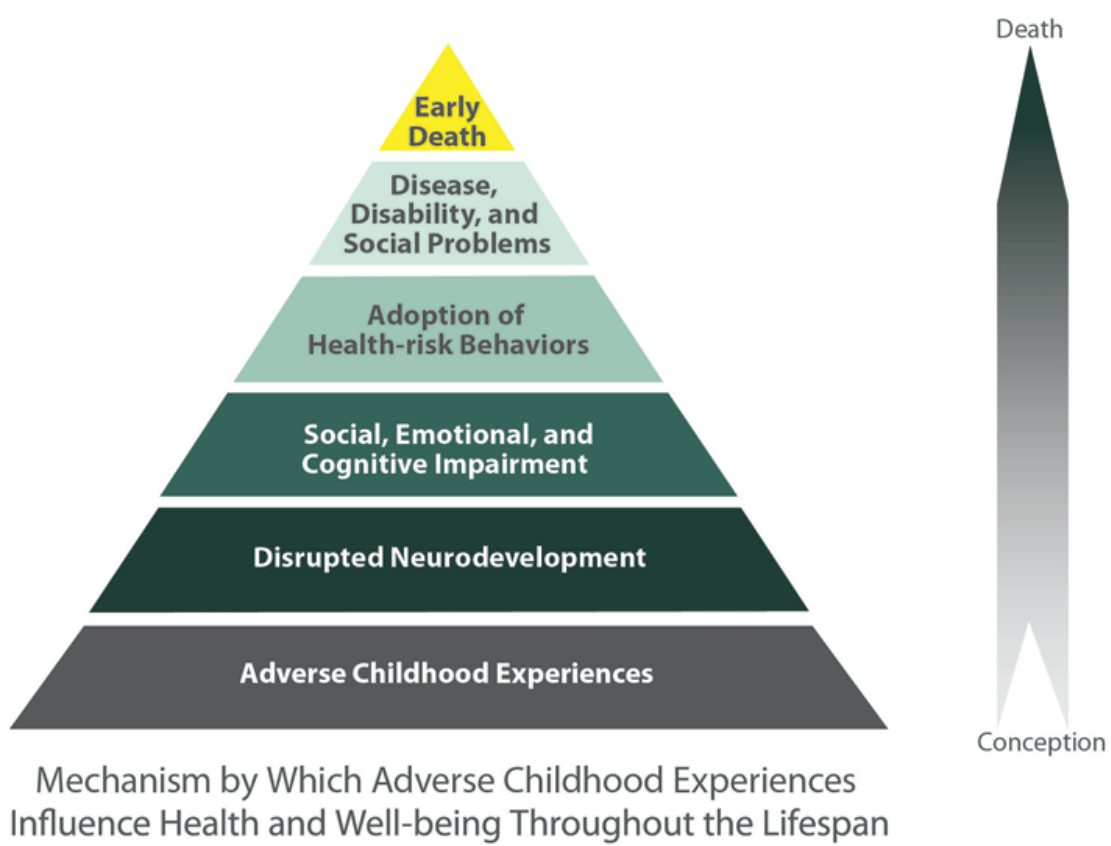 Death
Early
Death
Disease,
Disability, and
Social Problems
Adoption of
Health-risk Behaviors
Social, Emotional, and
Cognitive Impairment
Disrupted Neurodevelopment
Adverse Childhood Experiences
Conception
Mechanism by Which Adverse Childhood Experiences
Influence Health and Well-being Throughout the Lifespan